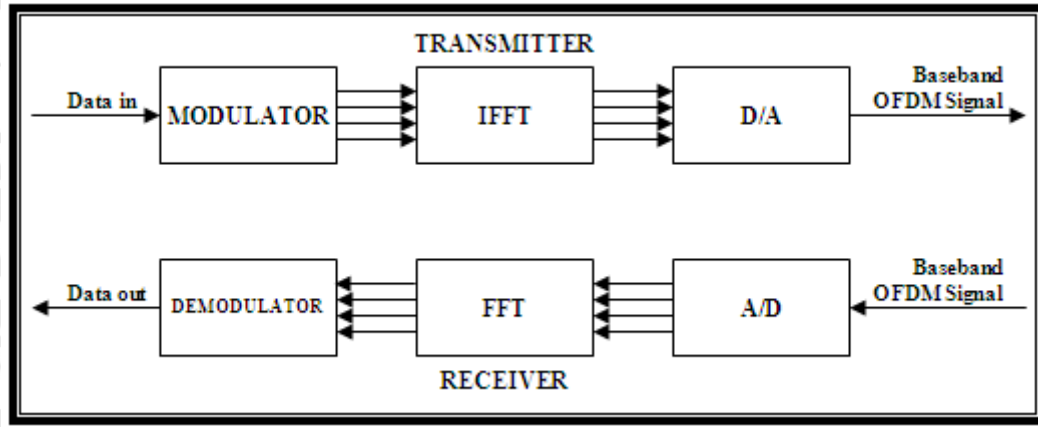 TRANSMITTER
Data in
MODULATOR
IFFT
D/A
Baseband
OFDM Signal
Data out
DEMODULATOR
FFT
A/D
Baseband
OFDM Signal
RECEIVER